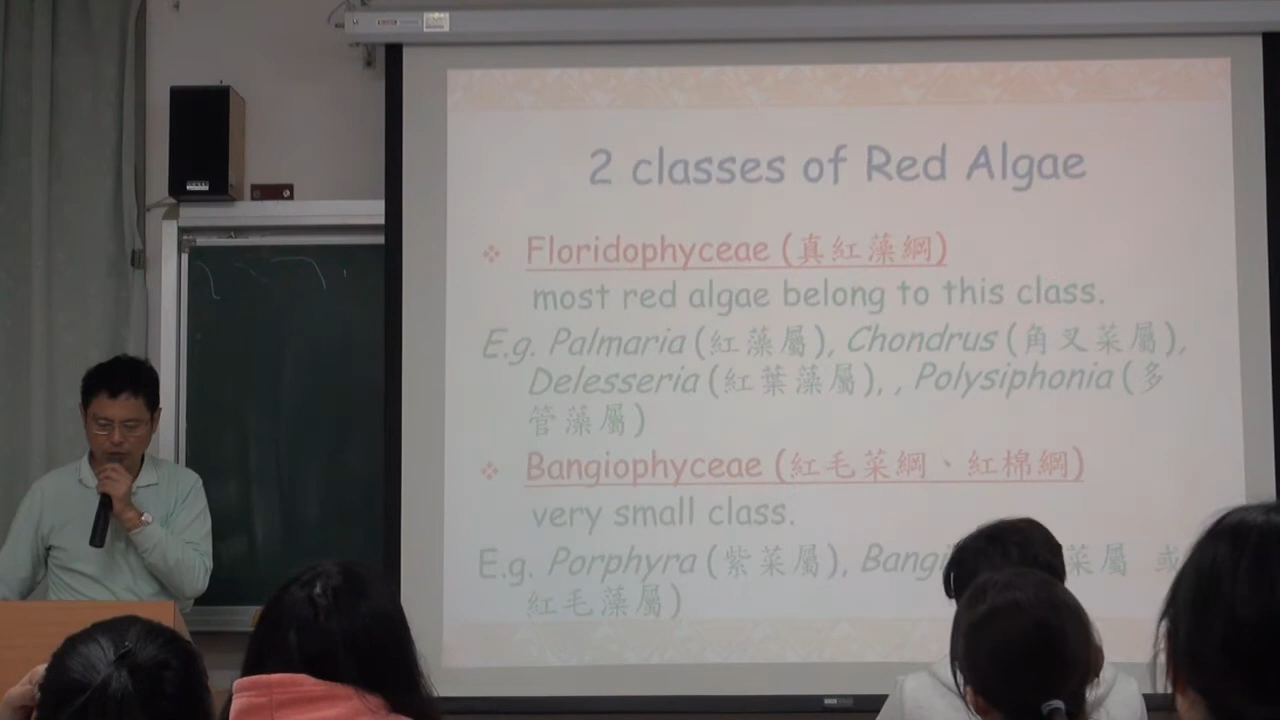 2 classes of Red Algae
Floridophyceae (真紅藻綱)
most red algae belong to this class.
E.g. Palmaria (紅藻屬), Chondrus (角叉菜屬),
Delesseria (紅葉藻屬), , Polysiphonia (多
管藻屬)
Bangiophyceae (紅毛菜綱、紅棉綱)
very small class.
E.g. Porphyra (紫菜屬), 菜屬 或
紅毛藻屬)